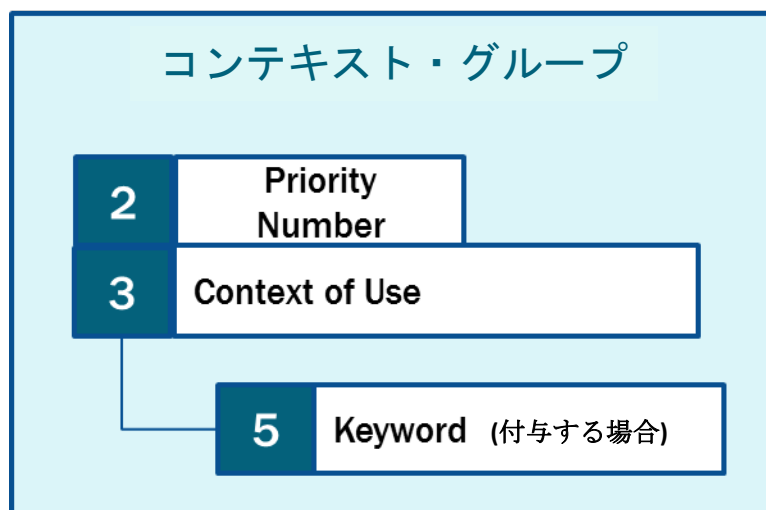 コンテキスト・グループ
2 Priority
Number
3 Context of Use
5 Keyword (付与する場合)